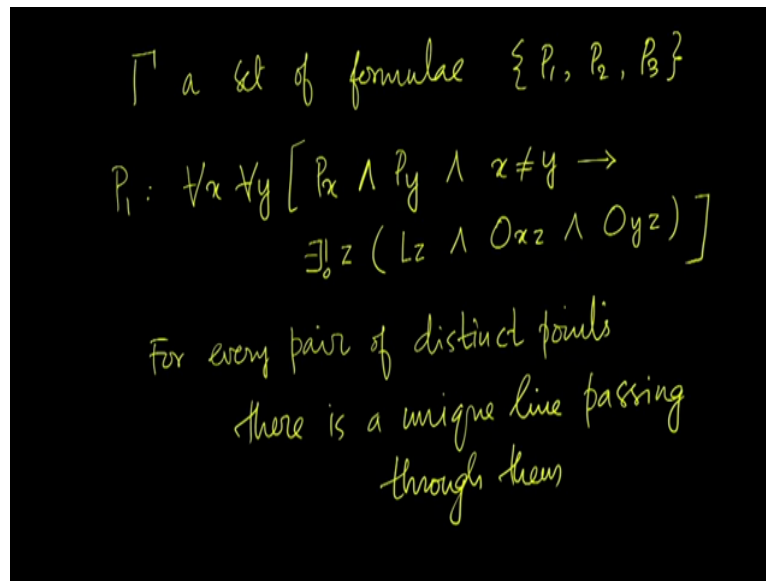 Γ a set of formulae {P₁, P₂, P₃}
P₁: ∀x ∀y [Px ∧ Py ∧ x≠y →
∃! z (Lz ∧ Oxz ∧ Oyz)]
For every pair of distinct points
there is a unique line passing
through them